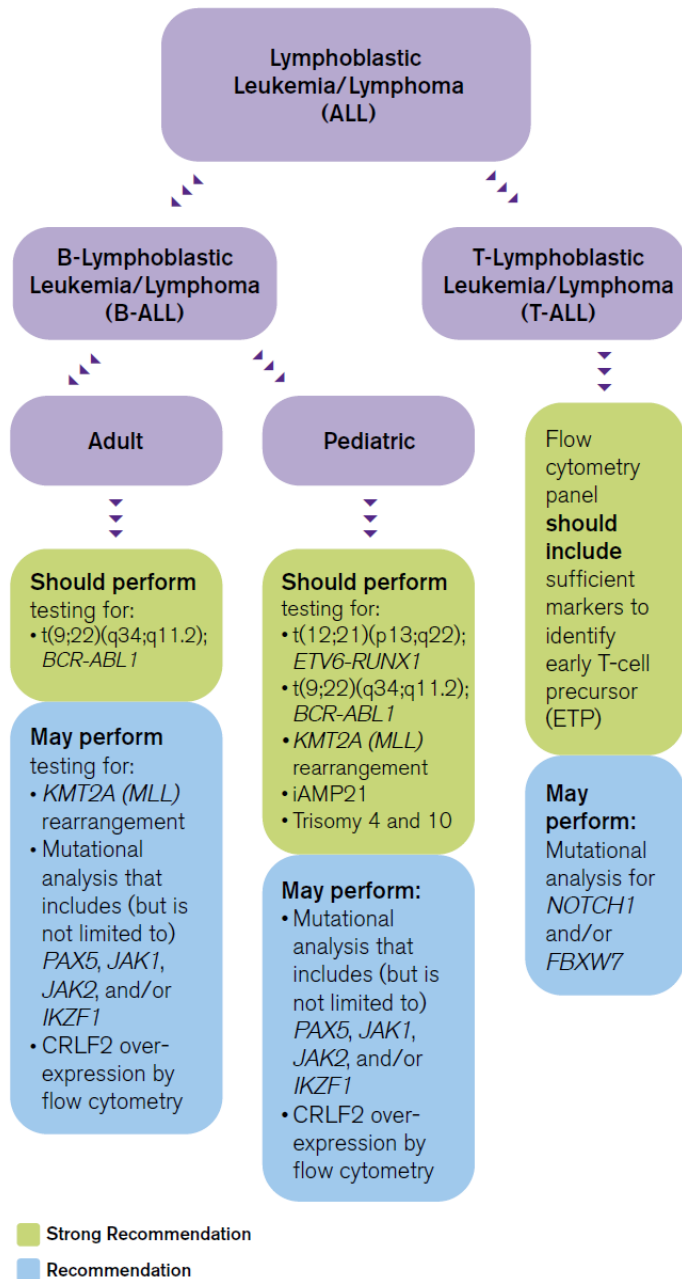 Lymphoblastic
Leukemia/Lymphoma
(ALL)
B-Lymphoblastic
Leukemia/Lymphoma
(B-ALL)
T-Lymphoblastic
Leukemia/Lymphoma
(T-ALL)
Adult
Pediatric
Should perform
testing for:
• t(9;22)(q34;q11.2);
BCR-ABL1
May perform
testing for:
• KMT2A (MLL)
rearrangement
• Mutational
analysis that
includes (but is
not limited to)
PAX5, JAK1,
JAK2, and/or
IKZF1
• CRLF2 over-
expression by
flow cytometry
Should perform
testing for:
• t(12;21)(p13;q22);
ETV6-RUNX1
• t(9;22)(q34;q11.2);
BCR-ABL1
• KMT2A (MLL)
rearrangement
• iAMP21
• Trisomy 4 and 10
May perform:
• Mutational
analysis that
includes (but is
not limited to)
PAX5, JAK1,
JAK2, and/or
IKZF1
• CRLF2 over-
expression by
flow cytometry
Flow
cytometry
panel
should
include
sufficient
markers to
identify
early T-cell
precursor
(ETP)
May
perform:
Mutational
analysis for
NOTCH1
and/or
FBXW7
Strong Recommendation
Recommendation